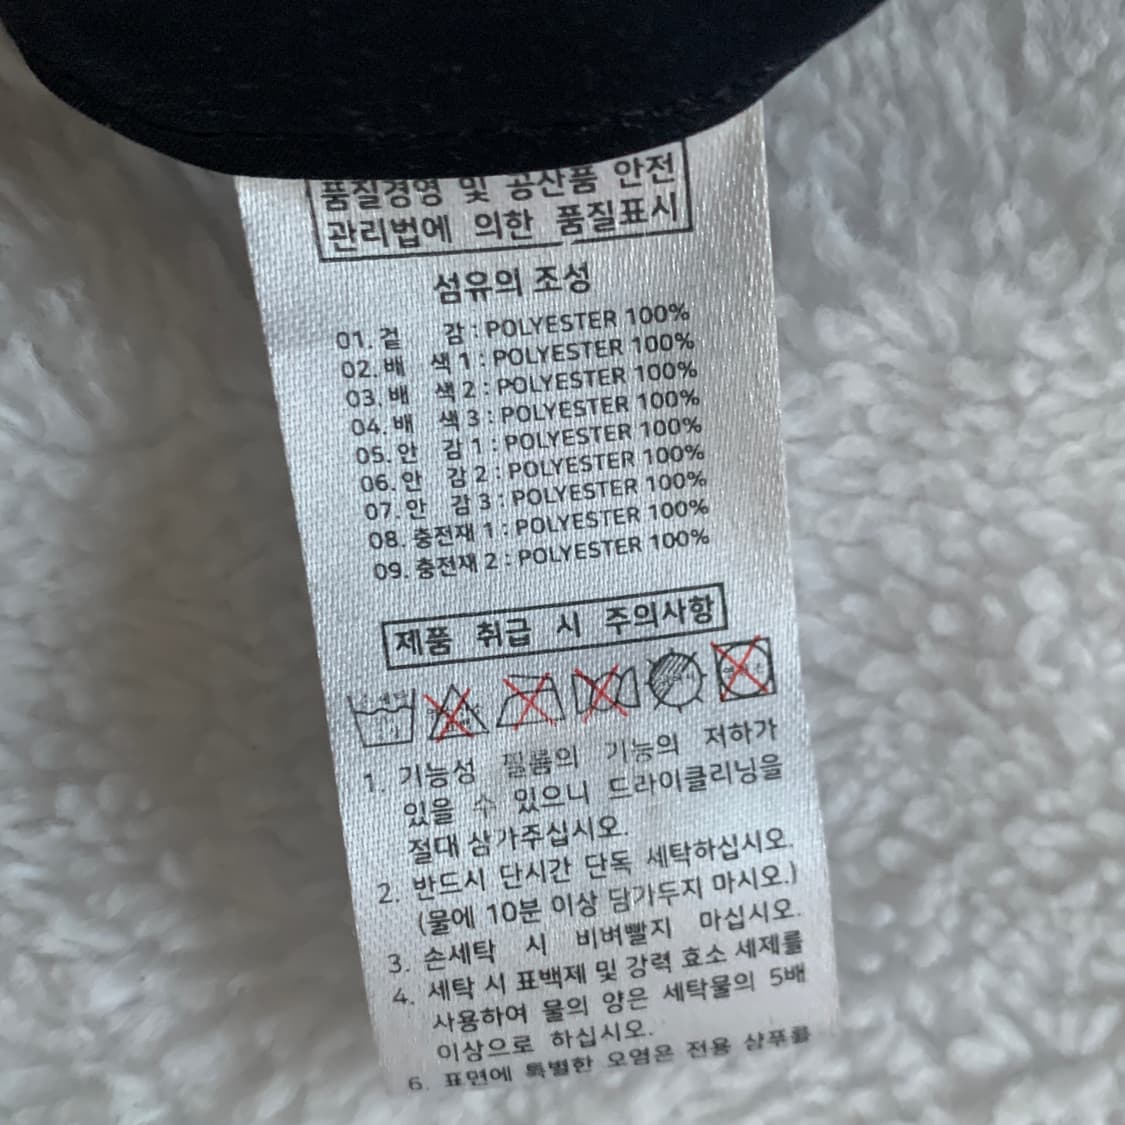 품질경영 및 공산품 안전
관리법에 의한 품질표시
섬유의 조성
01. 겉 감 : POLYESTER 100%
02. 배 색 1 : POLYESTER 100%
03. 배 색 2 : POLYESTER 100%
04. 배 색 3 : POLYESTER 100%
05. 안 감 1 : POLYESTER 100%
06. 안 감 2 : POLYESTER 100%
07. 안 감 3 : POLYESTER 100%
08. 충전재 1 : POLYESTER 100%
09. 충전재 2 : POLYESTER 100%
제품 취급 시 주의사항
1. 기능성 필름의 기능의 저하가
있을 수 있으니 드라이클리닝을
절대 삼가주십시오.
2. 반드시 단시간 단독 세탁하십시오.
(물에 10분 이상 담가두지 마시오.)
3. 손세탁 시 비벼빨지 마십시오.
4. 세탁 시 표백제 및 강력 효소 세제를
사용하여 물의 양은 세탁물의 5배
이상으로 하십시오.
6. 표면에 특별한 오염은 전용 샴푸를